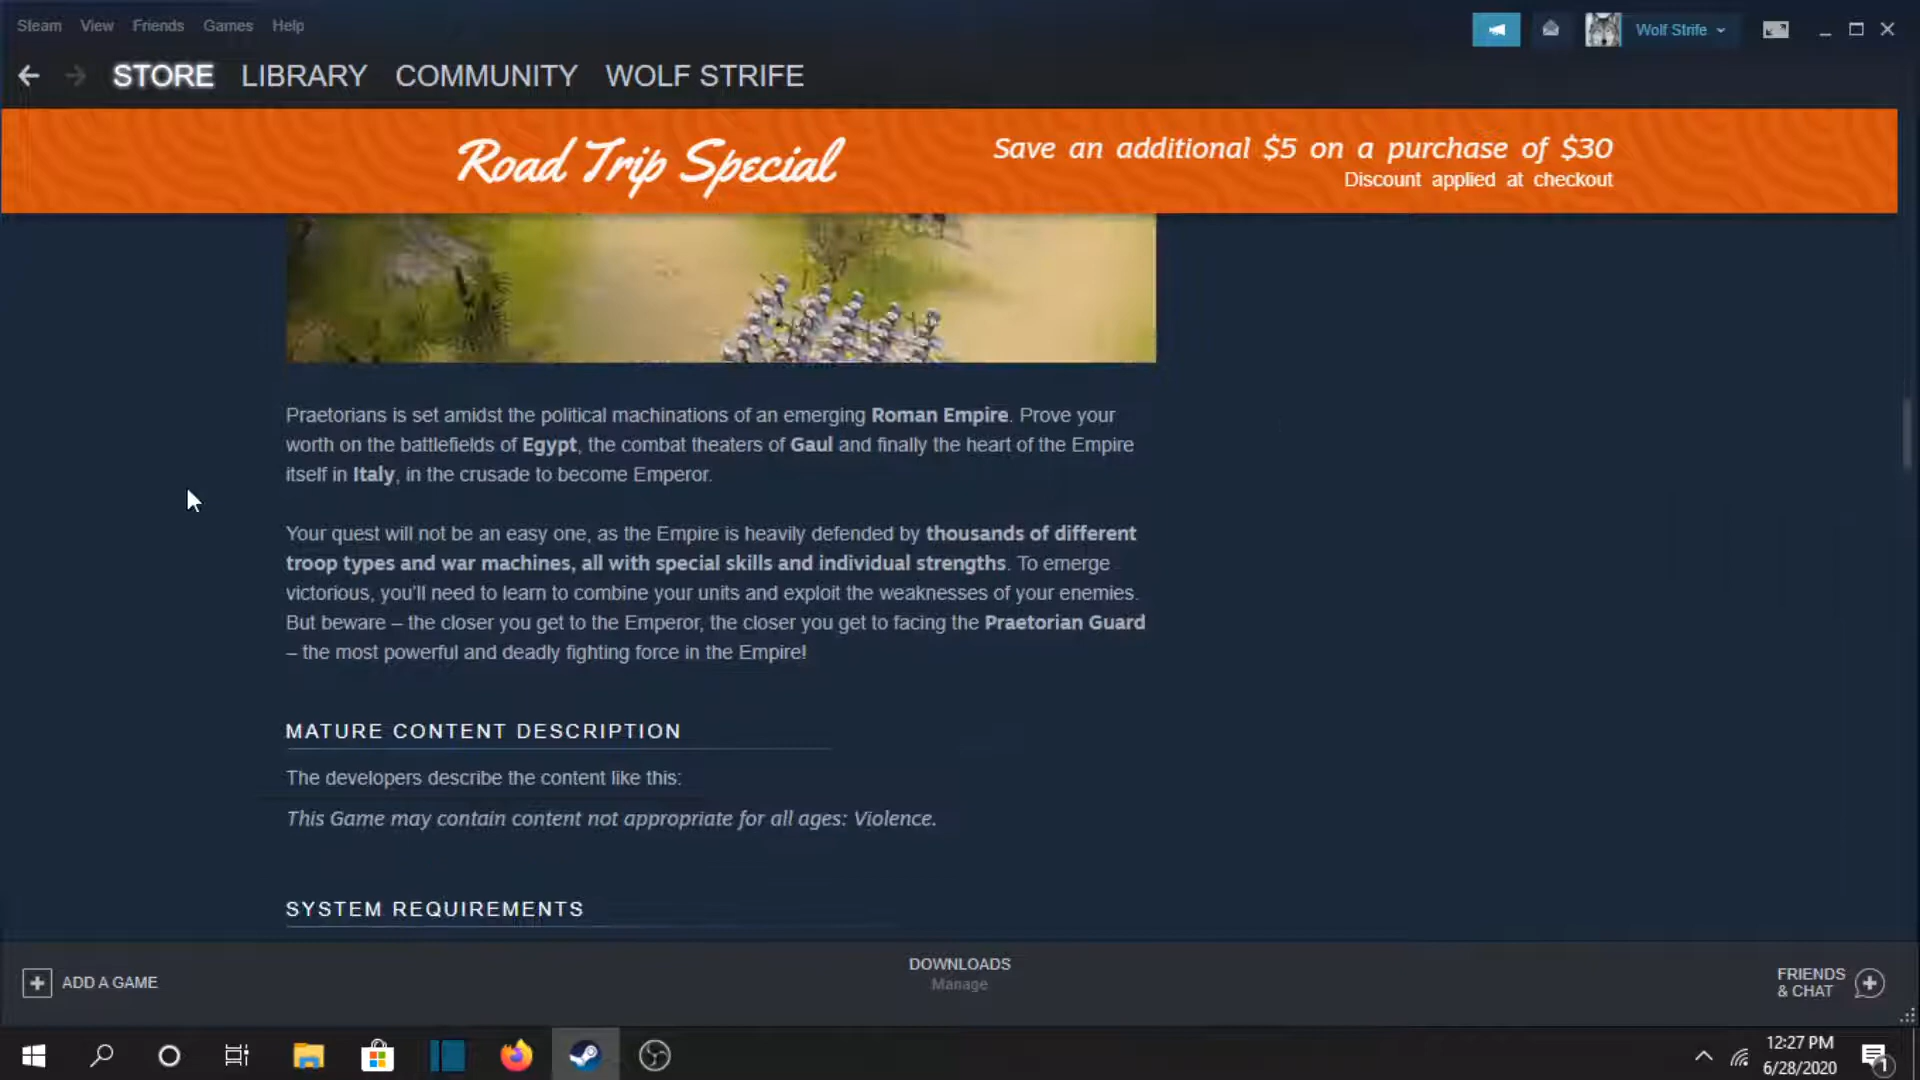 Steam View Friends Games Help
Wolf Strife
STORE LIBRARY COMMUNITY WOLF STRIFE
Road Trip Special
Save an additional $5 on a purchase of $30
Discount applied at checkout
Praetorians is set amidst the political machinations of an emerging Roman Empire. Prove your
worth on the battlefields of Egypt, the combat theaters of Gaul and finally the heart of the Empire
itself in Italy, in the crusade to become Emperor.
Your quest will not be an easy one, as the Empire is heavily defended by thousands of different
troop types and war machines, all with special skills and individual strengths. To emerge
victorious, you’ll need to learn to combine your units and exploit the weaknesses of your enemies.
But beware – the closer you get to the Emperor, the closer you get to facing the Praetorian Guard
– the most powerful and deadly fighting force in the Empire!
MATURE CONTENT DESCRIPTION
The developers describe the content like this:
This Game may contain content not appropriate for all ages: Violence.
SYSTEM REQUIREMENTS
ADD A GAME
DOWNLOADS
Manage
FRIENDS
& CHAT
12:27 PM
6/28/2020
1